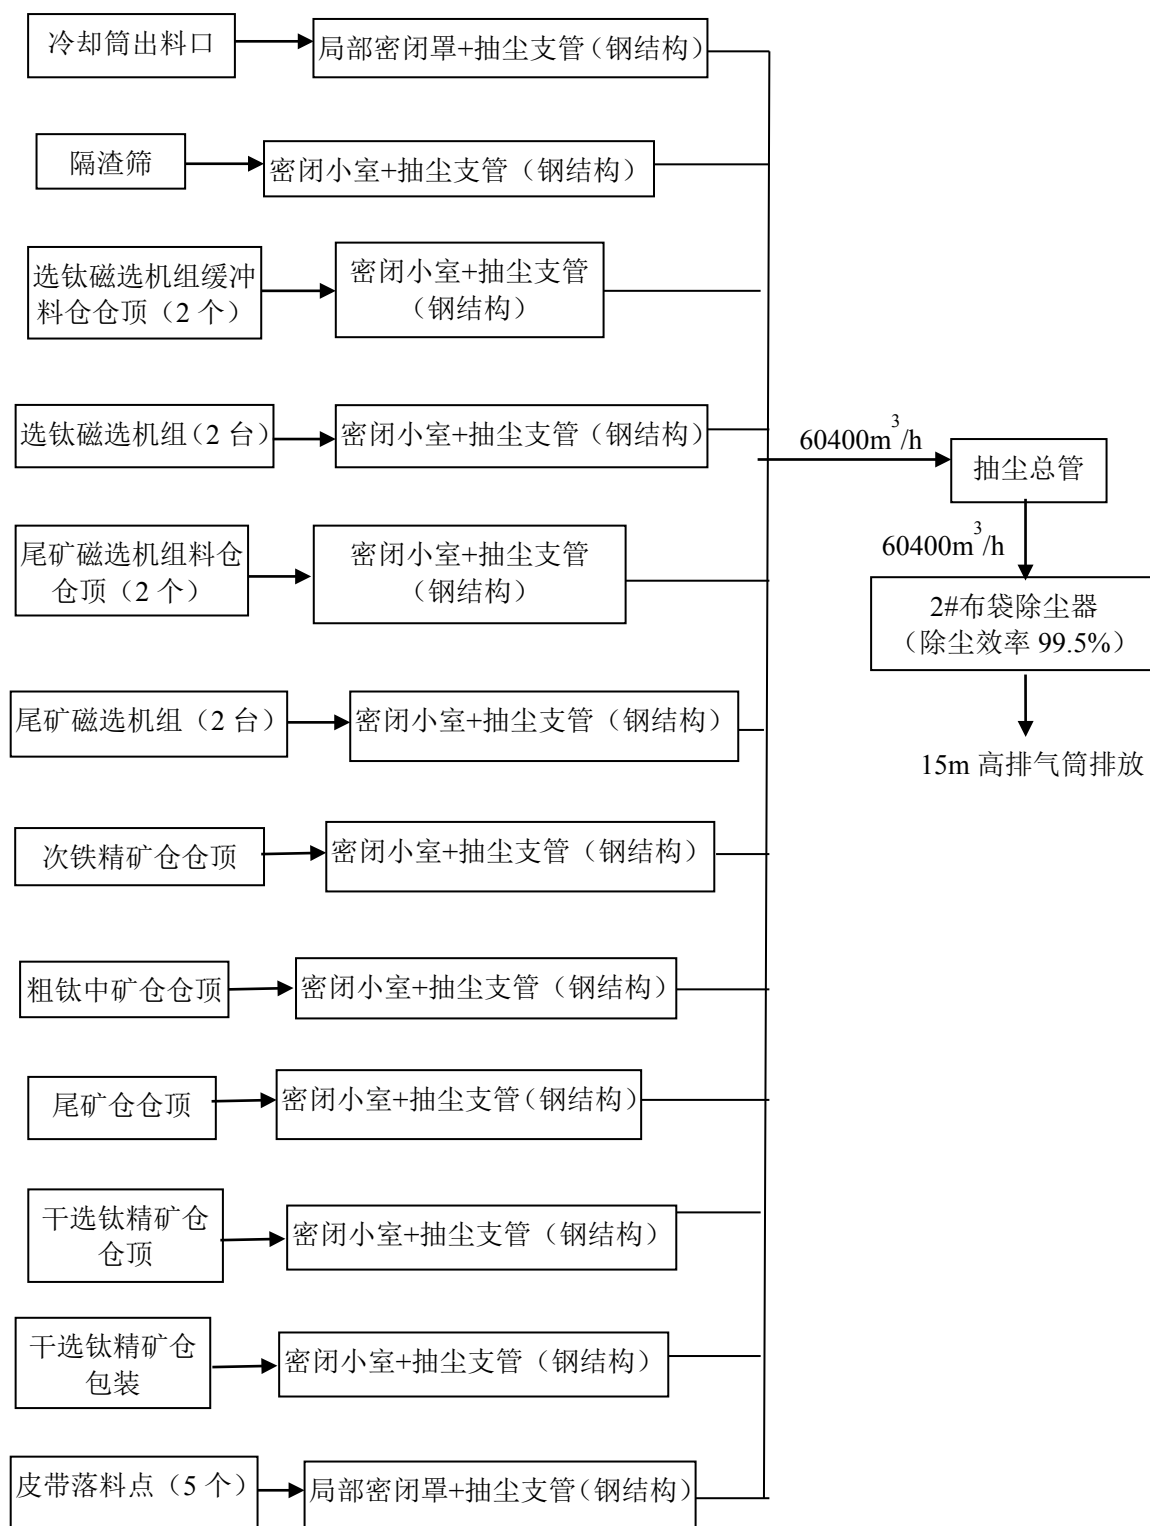 冷却筒出料口
局部密闭罩+抽尘支管（钢结构）
隔渣筛
密闭小室+抽尘支管（钢结构）
选钛磁选机组缓冲
料仓仓顶（2 个）
密闭小室+抽尘支管
（钢结构）
选钛磁选机组（2 台）
密闭小室+抽尘支管（钢结构）
60400m³/h
抽尘总管
尾矿磁选机组料仓
仓顶（2 个）
密闭小室+抽尘支管
（钢结构）
60400m³/h
2#布袋除尘器
（除尘效率 99.5%）
尾矿磁选机组（2 台）
密闭小室+抽尘支管（钢结构）
15m 高排气筒排放
次铁精矿仓仓顶
密闭小室+抽尘支管（钢结构）
粗钛中矿仓仓顶
密闭小室+抽尘支管（钢结构）
尾矿仓仓顶
密闭小室+抽尘支管（钢结构）
干选钛精矿仓
仓顶
密闭小室+抽尘支管（钢结构）
干选钛精矿仓
包装
密闭小室+抽尘支管（钢结构）
皮带落料点（5 个）
局部密闭罩+抽尘支管（钢结构）